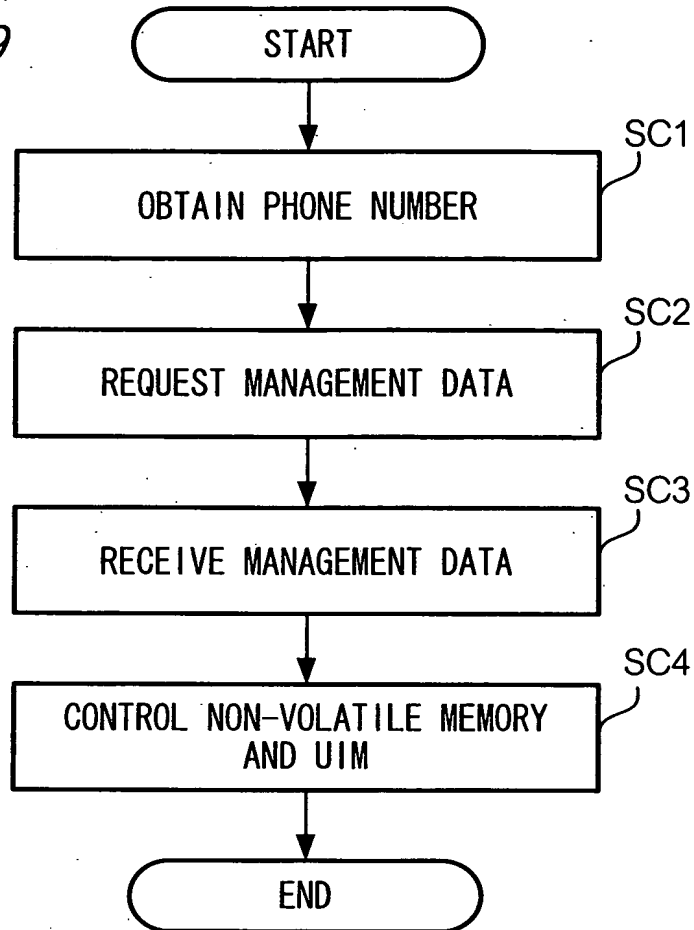 9
START
SC1
OBTAIN PHONE NUMBER
SC2
REQUEST MANAGEMENT DATA
SC3
RECEIVE MANAGEMENT DATA
SC4
CONTROL NON-VOLATILE MEMORY
AND UIM
END